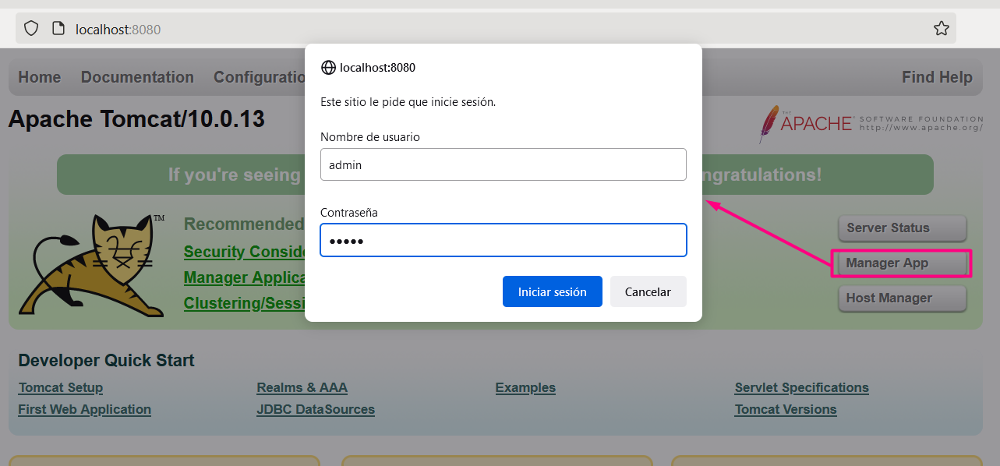 localhost:8080
localhost:8080
Este sitio le pide que inicie sesión.
Nombre de usuario
admin
Contraseña
•••••
Iniciar sesión
Cancelar
Home
Documentation
Configuratio
Find Help
Apache Tomcat/10.0.13
THE
APACHE
SOFTWARE FOUNDATION
http://www.apache.org/
If you're seeing
ngratulations!
TM
Recommended
Security Conside
Manager Applica
Clustering/Sessi
Server Status
Manager App
Host Manager
Developer Quick Start
Tomcat Setup
First Web Application
Realms & AAA
JDBC DataSources
Examples
Servlet Specifications
Tomcat Versions